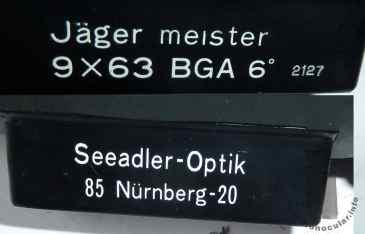 Jäger meister
9×63 BGA 6° 2127
Seeadler-Optik
85 Nürnberg-20